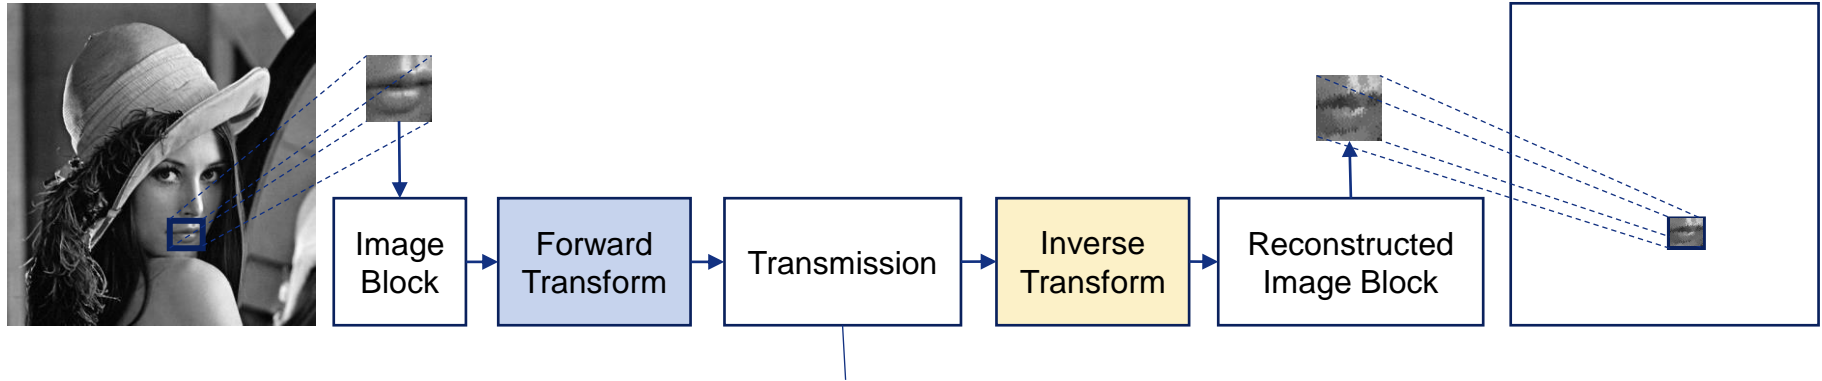 Image
Block
Forward
Transform
Transmission
Inverse
Transform
Reconstructed
Image Block